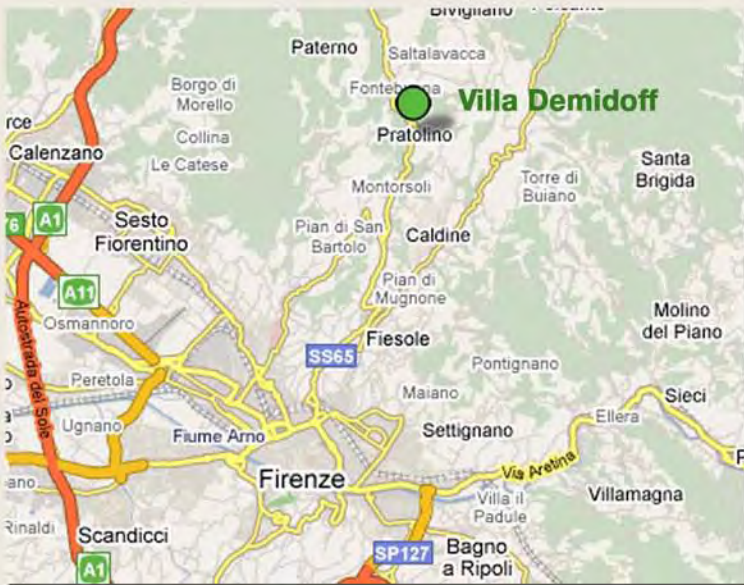 Bivigliano
Paterno
Saltalavacca
Borgo di
Morello
Villa Demidoff
Pratolino
Collina
Calenzano
Le Catese
Santa
Brigida
Montorsoli
Torre di
Buiano
A1
Sesto
Fiorentino
Pian di San
Bartolo
Caldine
A11
Pian di
Mugnone
Osmannoro
Molino
del Piano
Autostrada del Sole
Fiesole
SS65
Pontignano
Peretola
Maiano
Sieci
Ellera
Ugnano
Fiume Arno
Settignano
Via Aretina
Firenze
Villa il
Padule
Villamagna
Scandicci
SP127
Bagno
a Ripoli
A1